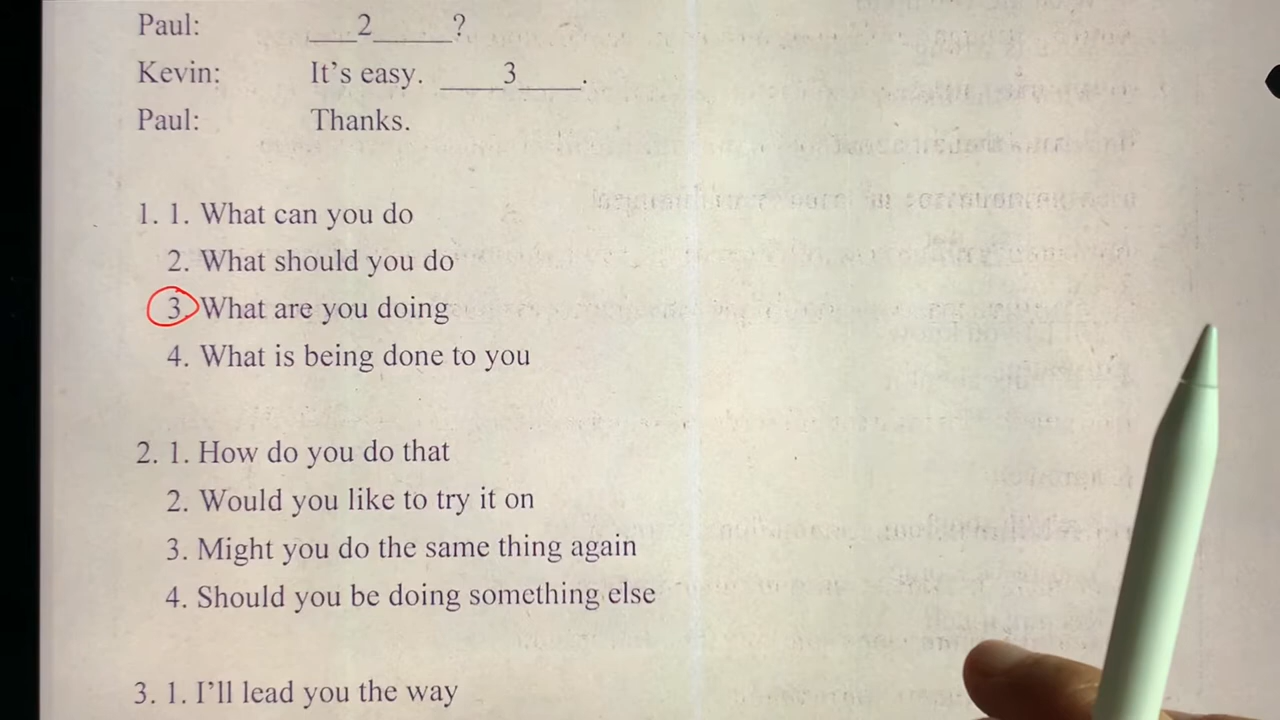 Paul: ____2______?
Kevin: It's easy. _____3_____.
Paul: Thanks.
1. 1. What can you do
2. What should you do
3. What are you doing
4. What is being done to you
2. 1. How do you do that
2. Would you like to try it on
3. Might you do the same thing again
4. Should you be doing something else
3. 1. I'll lead you the way